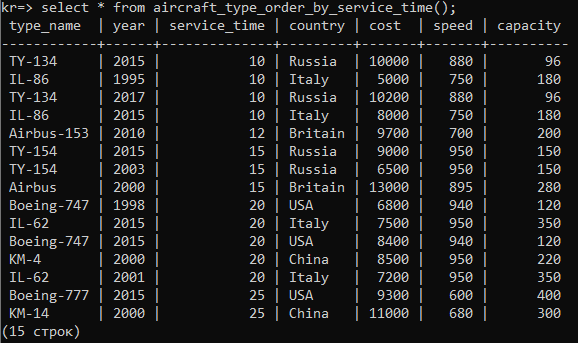 kr=> select * from aircraft_type_order_by_service_time();
 type_name  | year | service_time | country | cost  | speed | capacity
------------+------+--------------+---------+-------+-------+----------
 TY-134     | 2015 |           10 | Russia  | 10000 |   880 |       96
 IL-86      | 1995 |           10 | Italy   |  5000 |   750 |      180
 TY-134     | 2017 |           10 | Russia  | 10200 |   880 |       96
 IL-86      | 2015 |           10 | Italy   |  8000 |   750 |      180
 Airbus-153 | 2010 |           12 | Britain |  9700 |   700 |      200
 TY-154     | 2015 |           15 | Russia  |  9000 |   950 |      150
 TY-154     | 2003 |           15 | Russia  |  6500 |   950 |      150
 Airbus     | 2000 |           15 | Britain | 13000 |   895 |      280
 Boeing-747 | 1998 |           20 | USA     |  6800 |   940 |      120
 IL-62      | 2015 |           20 | Italy   |  7500 |   950 |      350
 Boeing-747 | 2015 |           20 | USA     |  8400 |   940 |      120
 KM-4       | 2000 |           20 | China   |  8500 |   950 |      220
 IL-62      | 2001 |           20 | Italy   |  7200 |   950 |      350
 Boeing-777 | 2015 |           25 | USA     |  9300 |   600 |      400
 KM-14      | 2000 |           25 | China   | 11000 |   680 |      300
(15 строк)